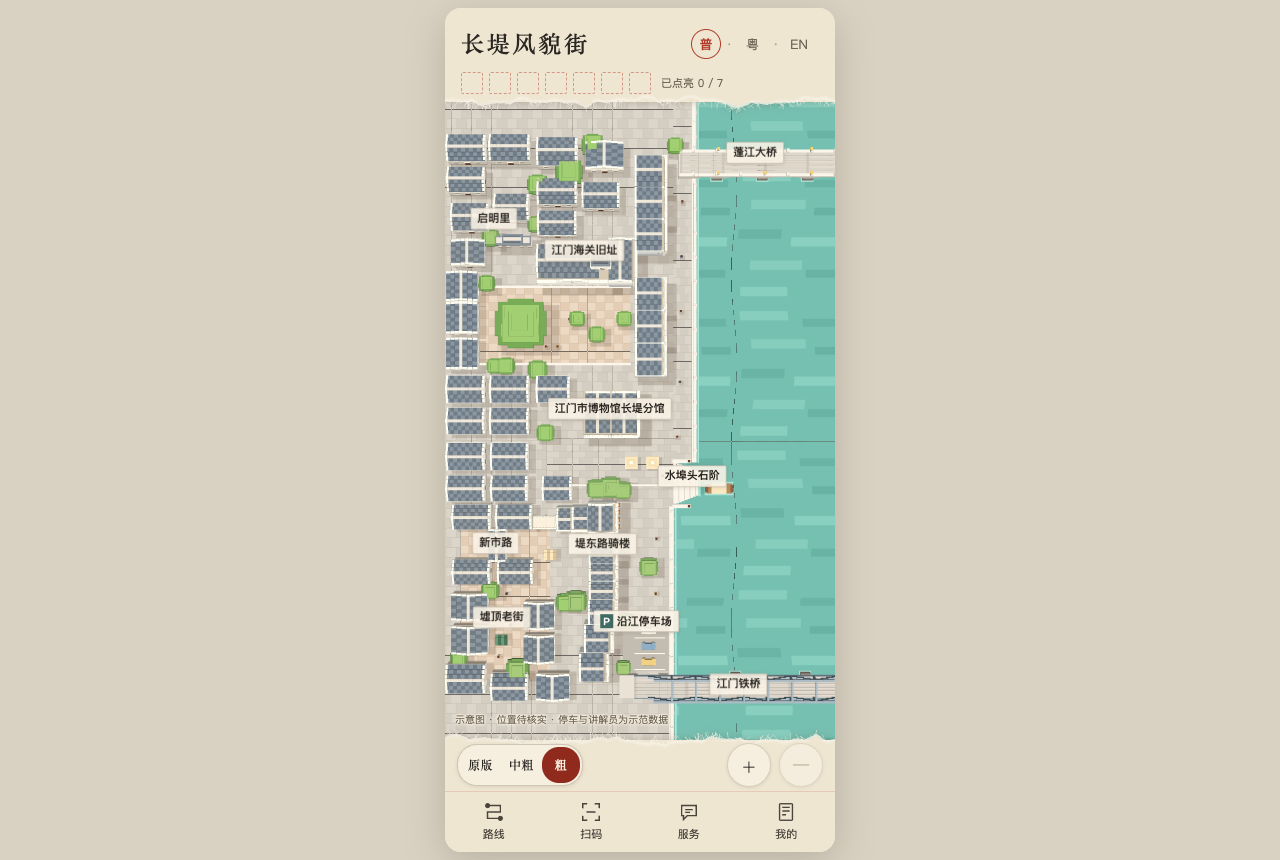 长堤风貌街
普 · 粤 · EN
已点亮 0 / 7
蓬江大桥
启明里
江门海关旧址
江门市博物馆长堤分馆
水埠头石阶
新市路
堤东路骑楼
墟顶老街
P 沿江停车场
江门铁桥
示意图 · 位置待核实 · 停车与讲解员为示范数据
原版 中粗 粗 + —
路线 扫码 服务 我的